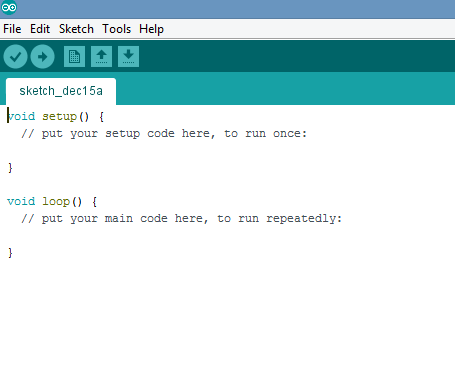 File Edit Sketch Tools Help
sketch_dec15a
void setup() {
  // put your setup code here, to run once:
}
void loop() {
  // put your main code here, to run repeatedly:
}